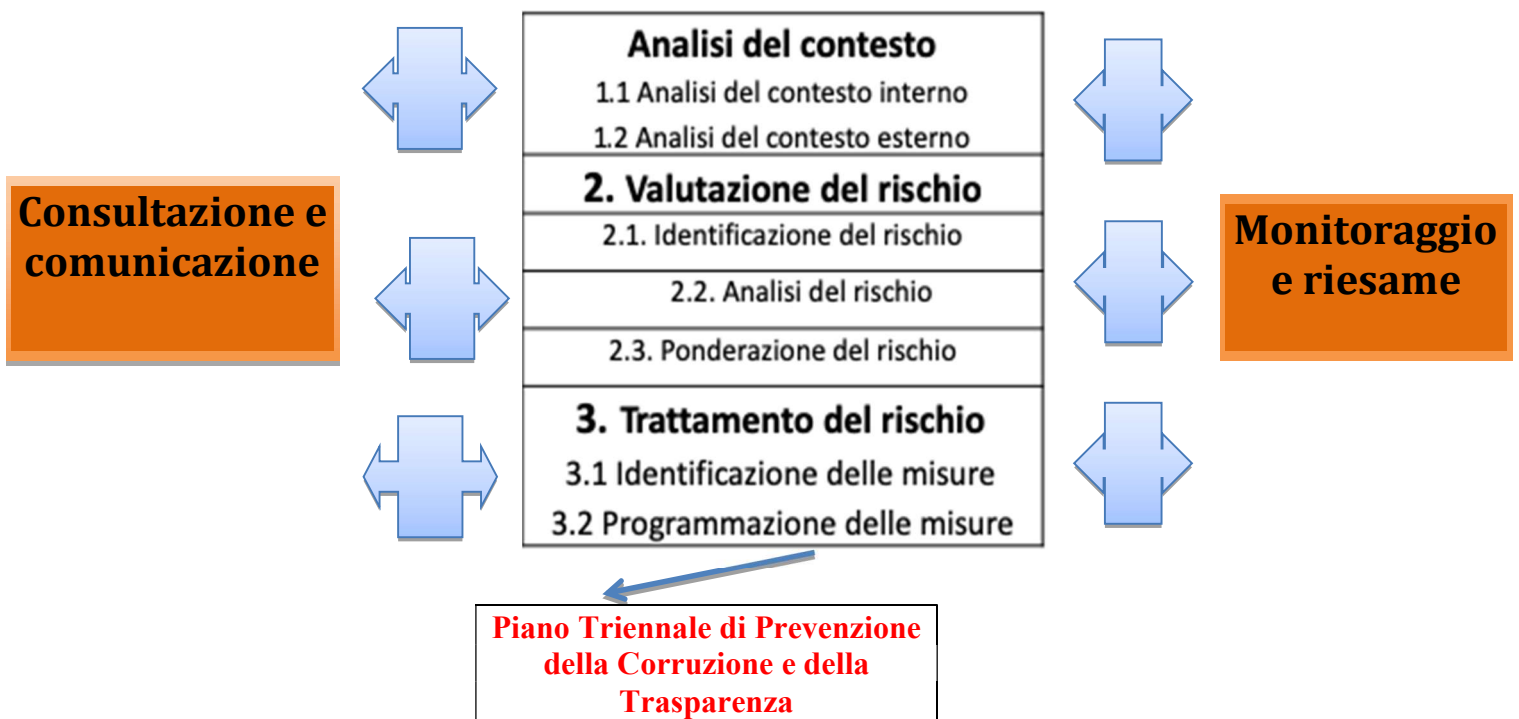 Consultazione e
comunicazione
Analisi del contesto
1.1 Analisi del contesto interno
1.2 Analisi del contesto esterno
2. Valutazione del rischio
2.1. Identificazione del rischio
2.2. Analisi del rischio
2.3. Ponderazione del rischio
3. Trattamento del rischio
3.1 Identificazione delle misure
3.2 Programmazione delle misure
Monitoraggio
e riesame
Piano Triennale di Prevenzione
della Corruzione e della
Trasparenza